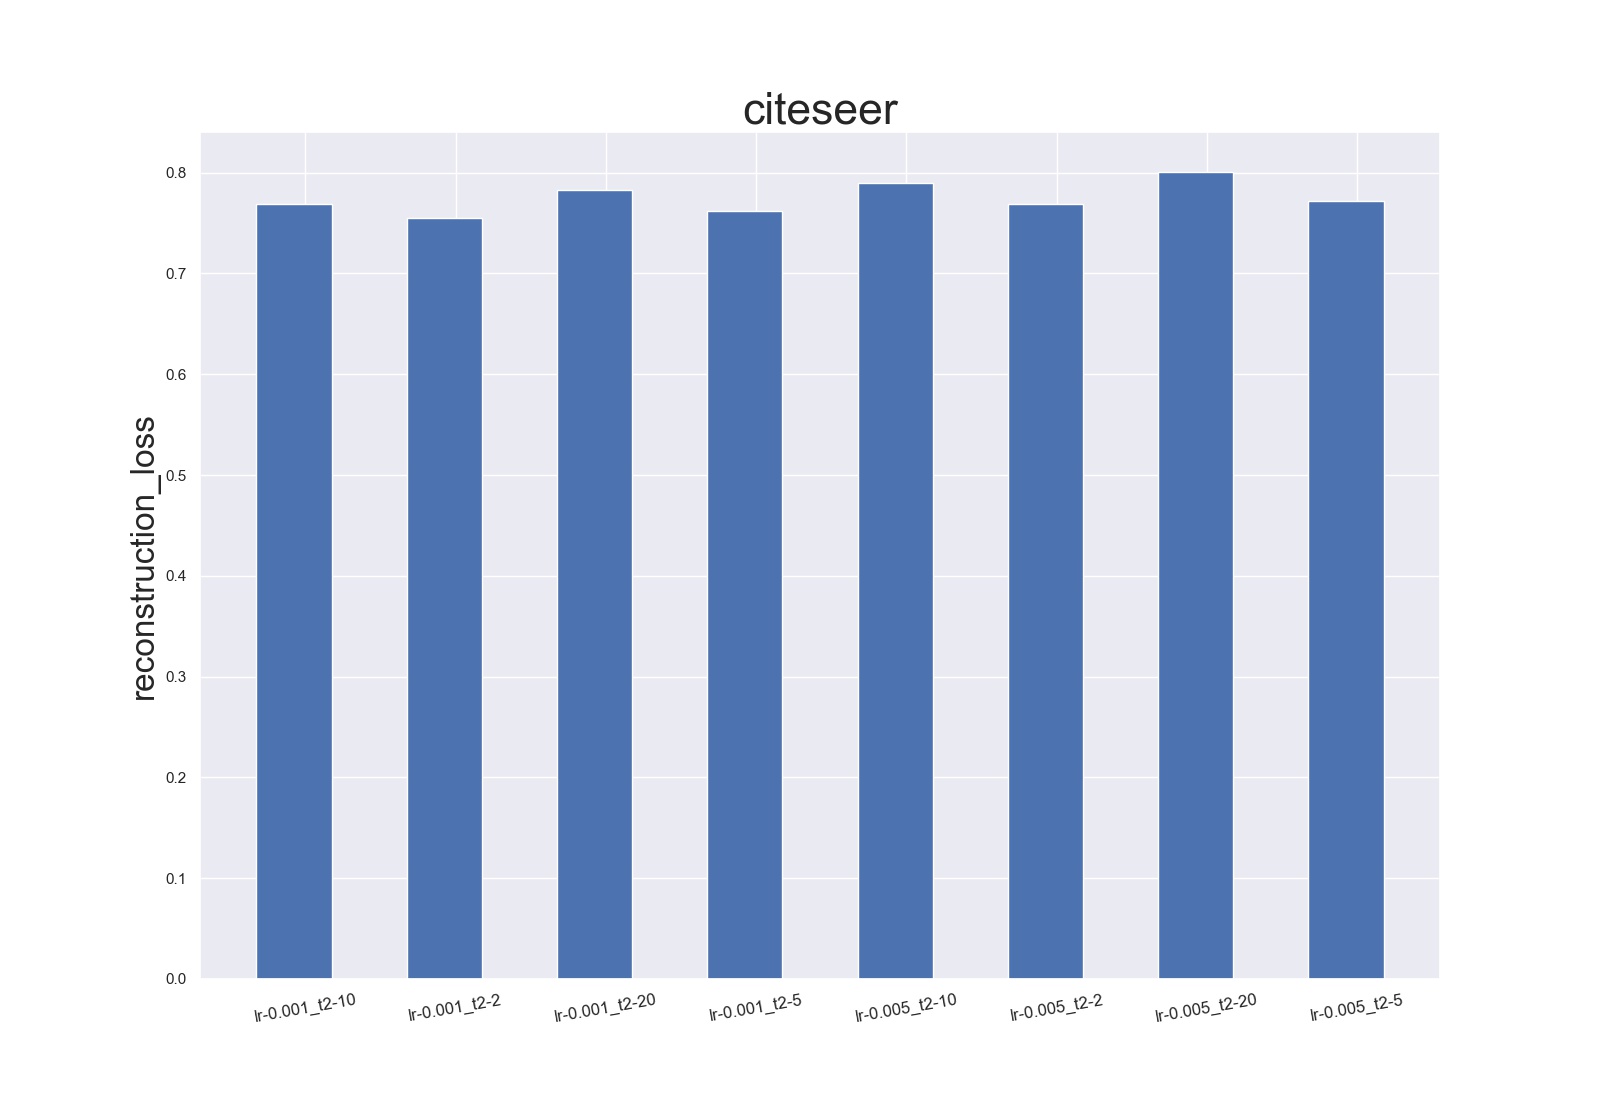 citeseer
reconstruction_loss
0.8
0.7
0.6
0.5
0.4
0.3
0.2
0.1
0.0
lr-0.001_t2-10
lr-0.001_t2-2
lr-0.001_t2-20
lr-0.001_t2-5
lr-0.005_t2-10
lr-0.005_t2-2
lr-0.005_t2-20
lr-0.005_t2-5